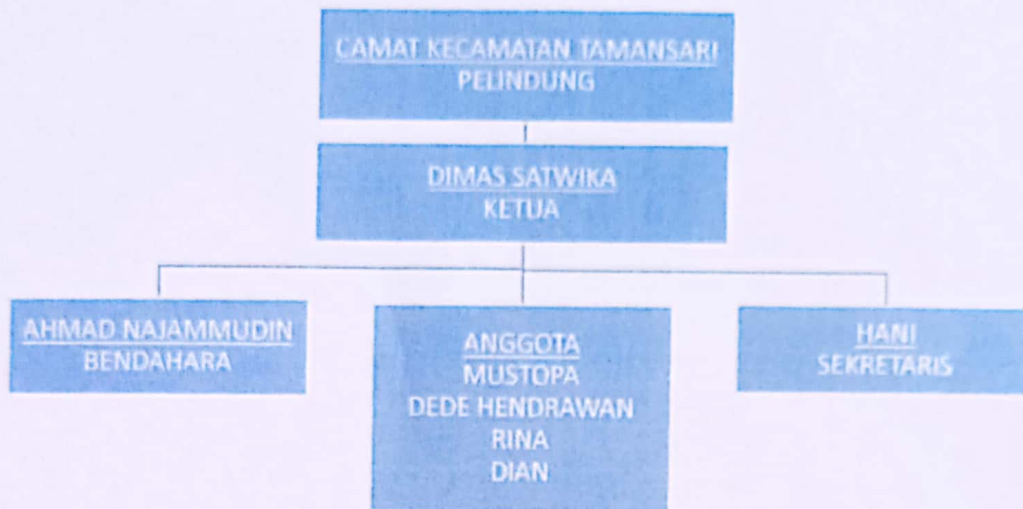 CAMAT KECAMATAN TAMANSARI
PELINDUNG
DIMAS SATWIKA
KETUA
AHMAD NAJAMMUDIN
BENDAHARA
ANGGOTA
MUSTOPA
DEDE HENDRAWAN
RINA
DIAN
HANI
SEKRETARIS